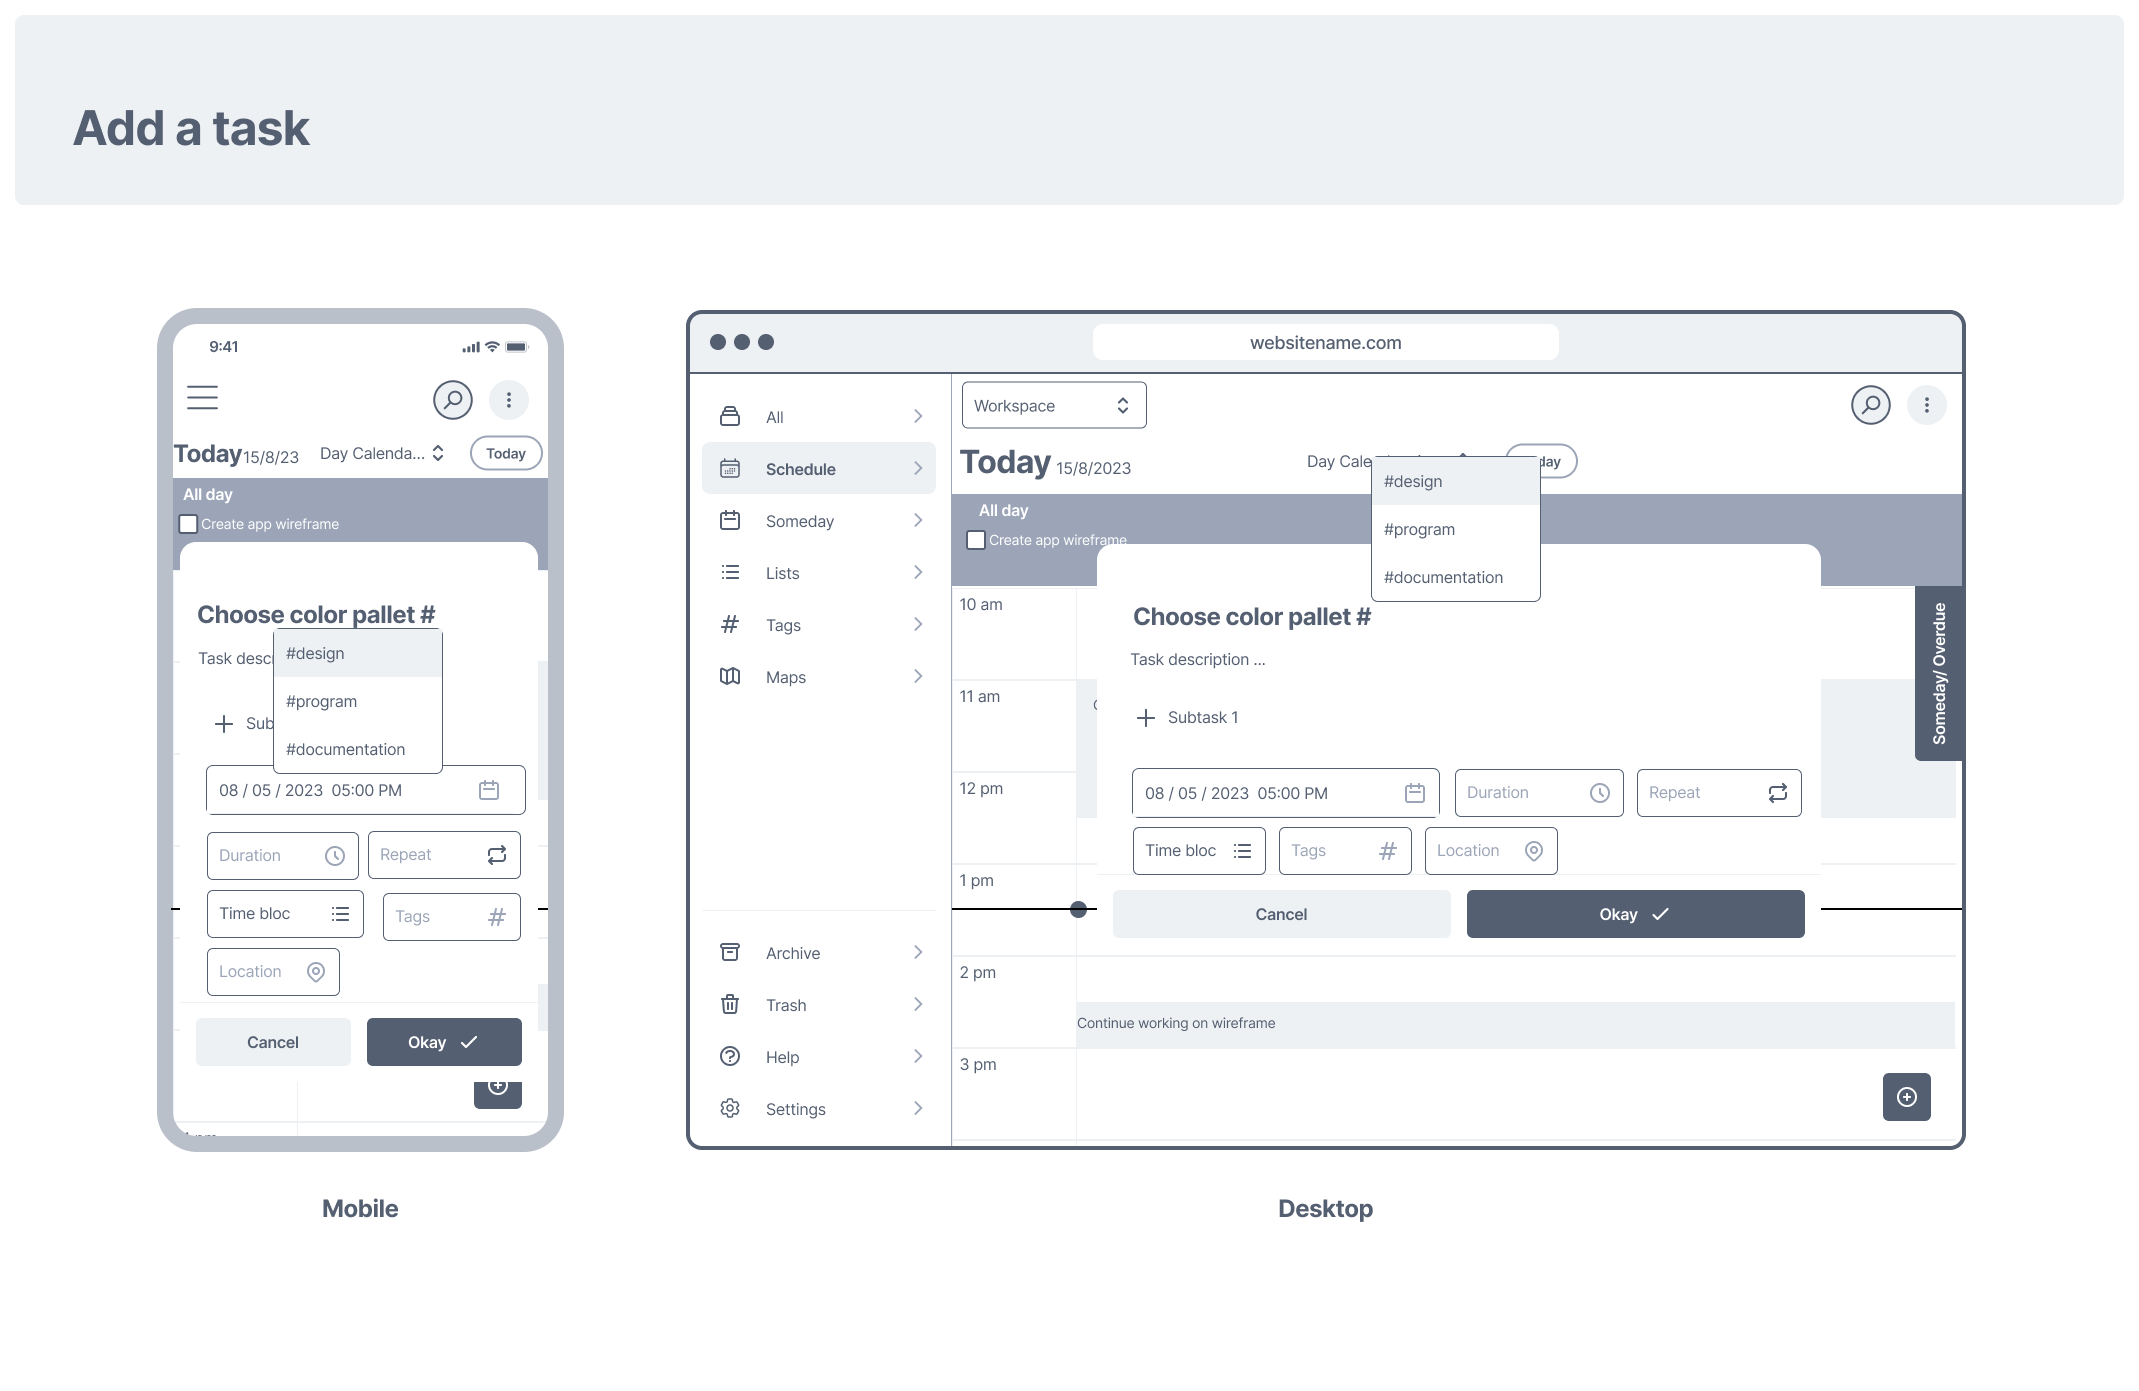 Add a task
9:41
Today 15/8/23 Day Calenda... Today
All day
Create app wireframe
Choose color pallet #
#design
Task descr
#program
Sub
#documentation
08 / 05 / 2023 05:00 PM
Duration Repeat
Time bloc Tags
Location
Cancel Okay
Mobile
websitename.com
All
Schedule
Someday
Lists
Tags
Maps
Archive
Trash
Help
Settings
Workspace
Today 15/8/2023 Day Cale day
#design
#program
#documentation
All day
Create app wireframe
10 am
11 am
12 pm
1 pm
2 pm
3 pm
Choose color pallet #
Task description ...
Subtask 1
08 / 05 / 2023 05:00 PM Duration Repeat
Time bloc Tags Location
Cancel Okay
Continue working on wireframe
Someday/ Overdue
Desktop